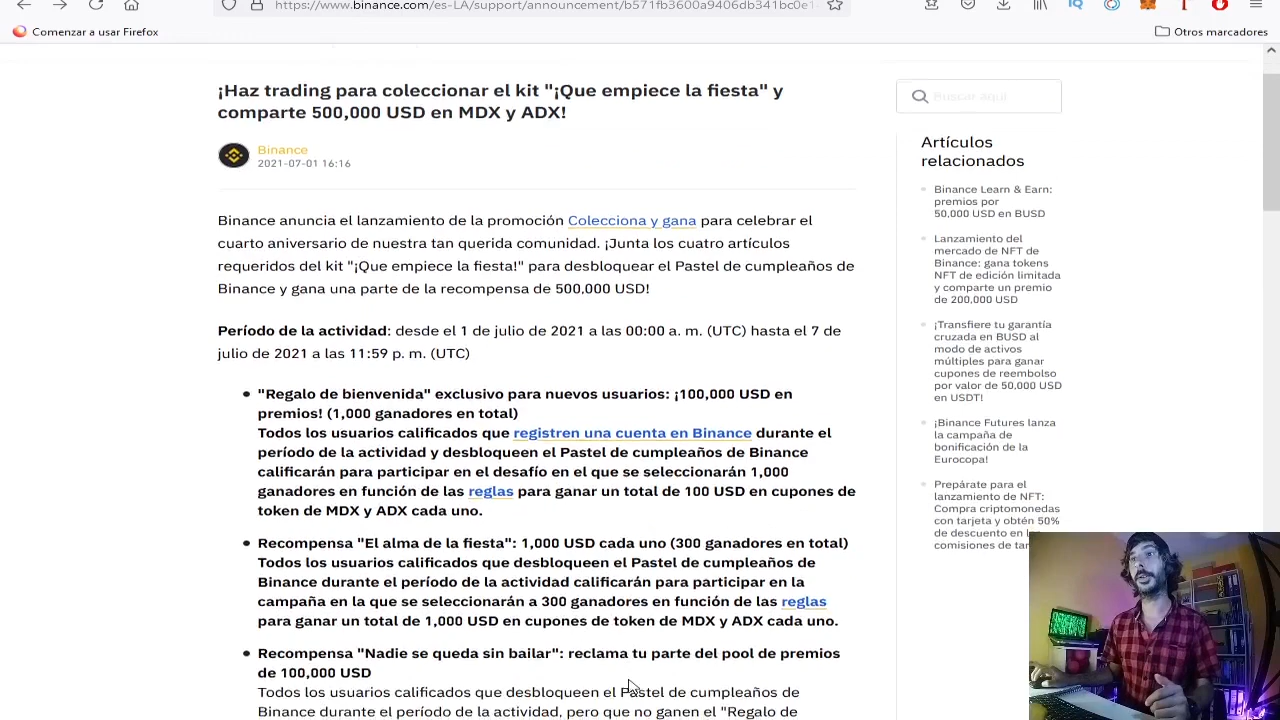 https://www.binance.com/es-LA/support/announcement/b571fb3600a9406db341bc0e1
Comenzar a usar Firefox
Otros marcadores
¡Haz trading para coleccionar el kit "¡Que empiece la fiesta" y
comparte 500,000 USD en MDX y ADX!
Binance
2021-07-01 16:16
Binance anuncia el lanzamiento de la promoción Colecciona y gana para celebrar el
cuarto aniversario de nuestra tan querida comunidad. ¡Junta los cuatro artículos
requeridos del kit "¡Que empiece la fiesta!" para desbloquear el Pastel de cumpleaños de
Binance y gana una parte de la recompensa de 500,000 USD!
Período de la actividad: desde el 1 de julio de 2021 a las 00:00 a. m. (UTC) hasta el 7 de
julio de 2021 a las 11:59 p. m. (UTC)
"Regalo de bienvenida" exclusivo para nuevos usuarios: ¡100,000 USD en
premios! (1,000 ganadores en total)
Todos los usuarios calificados que registren una cuenta en Binance durante el
período de la actividad y desbloqueen el Pastel de cumpleaños de Binance
calificarán para participar en el desafío en el que se seleccionarán 1,000
ganadores en función de las reglas para ganar un total de 100 USD en cupones de
token de MDX y ADX cada uno.
Recompensa "El alma de la fiesta": 1,000 USD cada uno (300 ganadores en total)
Todos los usuarios calificados que desbloqueen el Pastel de cumpleaños de
Binance durante el período de la actividad calificarán para participar en la
campaña en la que se seleccionarán a 300 ganadores en función de las reglas
para ganar un total de 1,000 USD en cupones de token de MDX y ADX cada uno.
Recompensa "Nadie se queda sin bailar": reclama tu parte del pool de premios
de 100,000 USD
Todos los usuarios calificados que desbloqueen el Pastel de cumpleaños de
Binance durante el período de la actividad, pero que no ganen el "Regalo de
Buscar aquí
Artículos
relacionados
Binance Learn & Earn:
premios por
50,000 USD en BUSD
Lanzamiento del
mercado de NFT de
Binance: gana tokens
NFT de edición limitada
y comparte un premio
de 200,000 USD
¡Transfiere tu garantía
cruzada en BUSD al
modo de activos
múltiples para ganar
cupones de reembolso
por valor de 50,000 USD
en USDT!
¡Binance Futures lanza
la campaña de
bonificación de la
Eurocopa!
Prepárate para el
lanzamiento de NFT:
Compra criptomonedas
con tarjeta y obtén 50%
de descuento en las
comisiones de